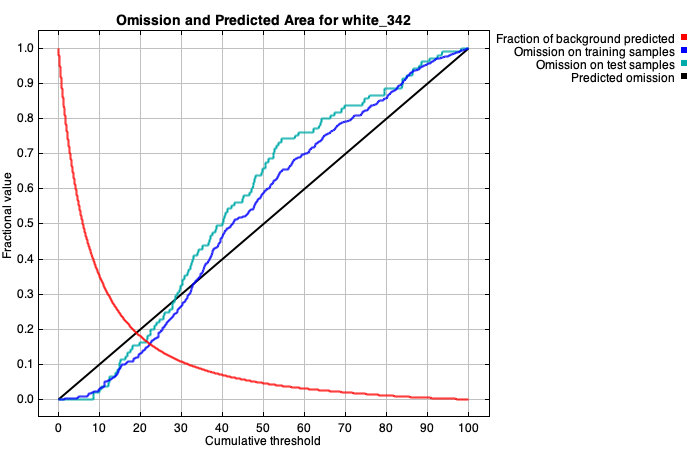 Omission and Predicted Area for white_342
Fraction of background predicted
Omission on training samples
Omission on test samples
Predicted omission
Fractional value
1.0
0.9
0.8
0.7
0.6
0.5
0.4
0.3
0.2
0.1
0.0
0 10 20 30 40 50 60 70 80 90 100
Cumulative threshold